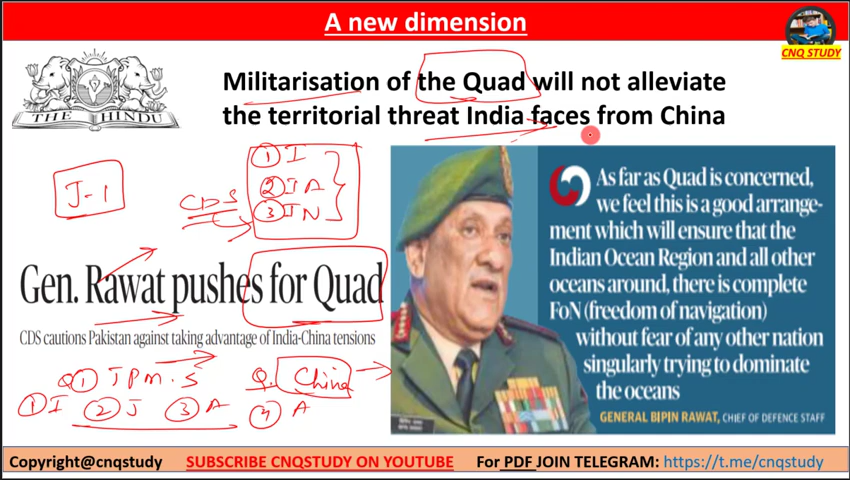 A new dimension
CNQ STUDY
Militarisation of the Quad will not alleviate
the territorial threat India faces from China
THE HINDU
J-1
CDS
① I
② IA
③ IN
As far as Quad is concerned,
we feel this is a good arrange-
ment which will ensure that the
Indian Ocean Region and all other
oceans around, there is complete
FoN (freedom of navigation)
without fear of any other nation
singularly trying to dominate
the oceans
GENERAL BIPIN RAWAT, CHIEF OF DEFENCE STAFF
Gen. Rawat pushes for Quad
CDS cautions Pakistan against taking advantage of India-China tensions
Q ① JPM.S Q. China
① I ② J ③ A ④ A
Copyright@cnqstudy SUBSCRIBE CNQSTUDY ON YOUTUBE For PDF JOIN TELEGRAM: https://t.me/cnqstudy